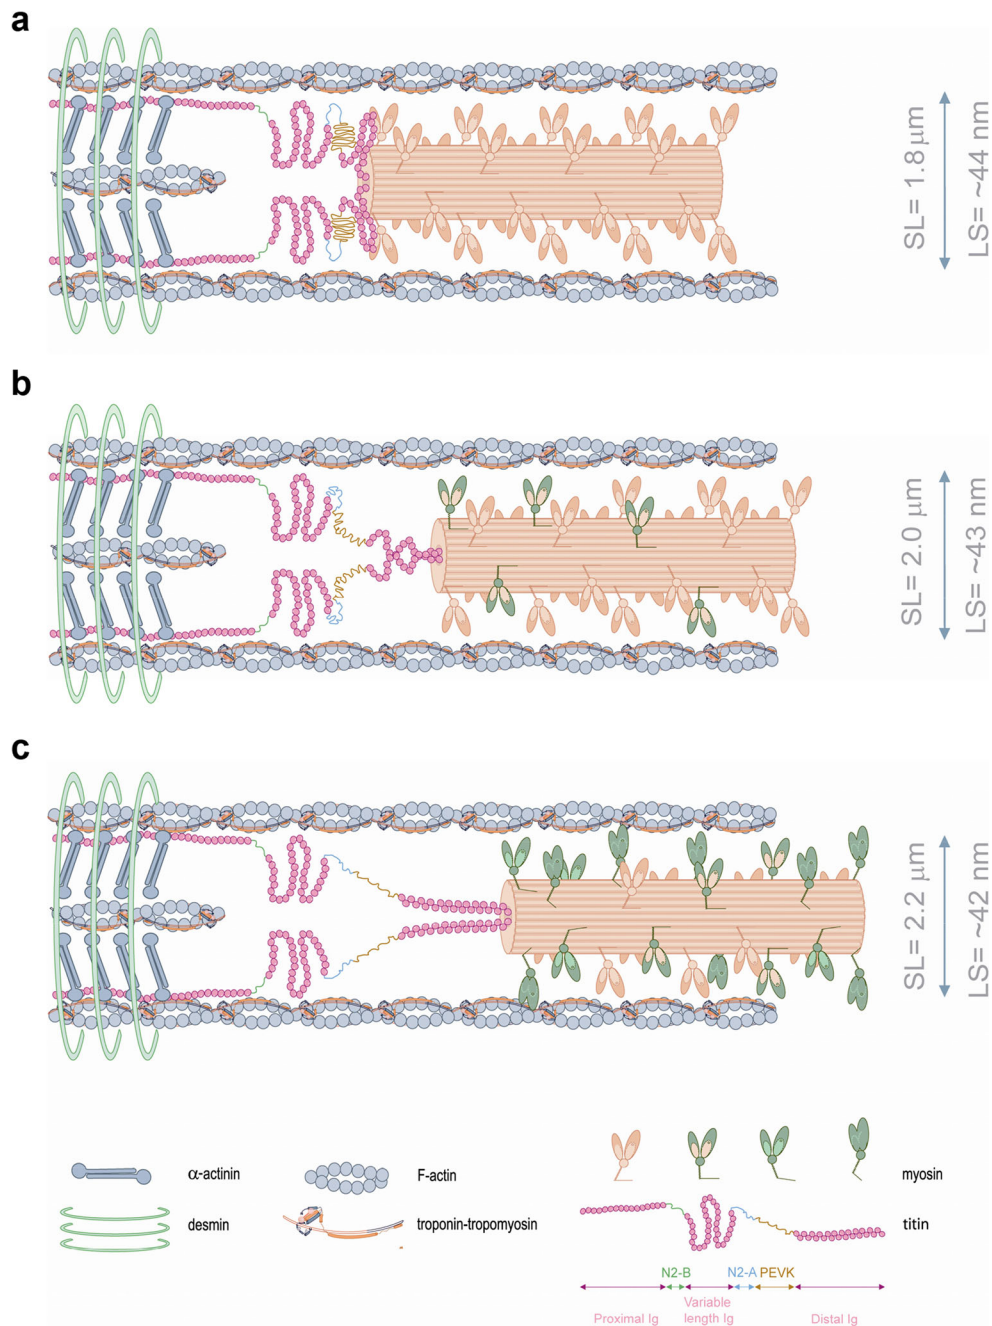 a
SL= 1.8 μm
LS= ~44 nm
b
SL= 2.0 μm
LS= ~43 nm
c
SL= 2.2 μm
LS= ~42 nm
α-actinin
F-actin
myosin
desmin
troponin-tropomyosin
titin
N2-B
N2-A
PEVK
Proximal Ig
Variable
length Ig
Distal Ig